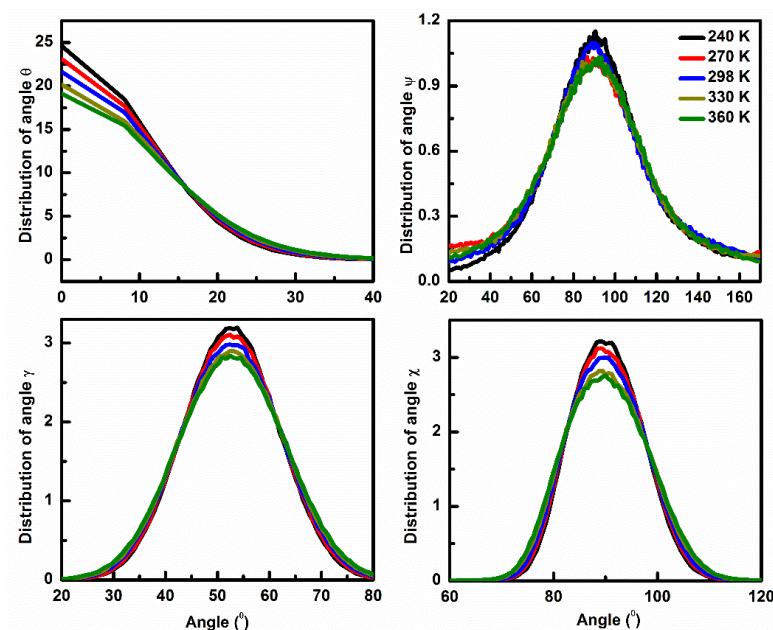 Distribution of angle θ
25
20
15
10
5
0
0 10 20 30 40
Distribution of angle ψ
1.2
0.9
0.6
0.3
0.0
20 40 60 80 100 120 140 160
240 K
270 K
298 K
330 K
360 K
Distribution of angle γ
3
2
1
0
20 30 40 50 60 70 80
Angle (⁰)
Distribution of angle χ
3
2
1
0
60 80 100 120
Angle (⁰)